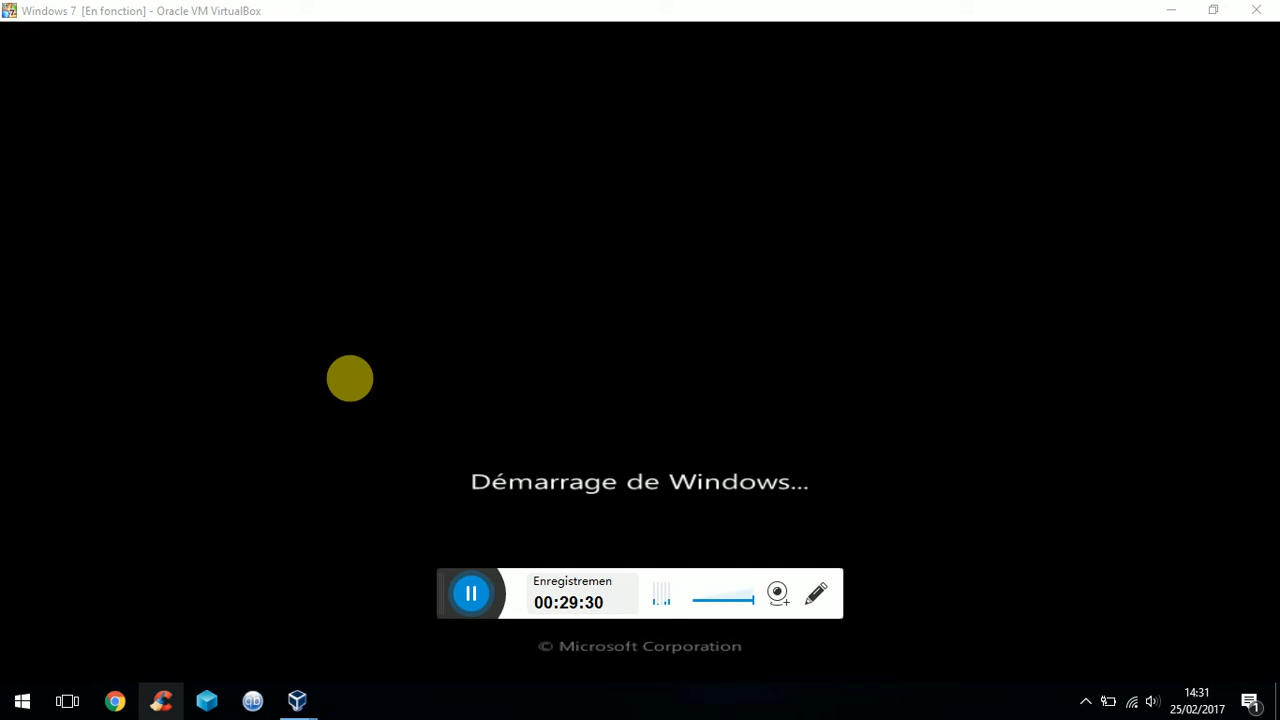 Windows 7 [En fonction] - Oracle VM VirtualBox
Démarrage de Windows...
Enregistremen
00:29:30
© Microsoft Corporation
14:31
25/02/2017
1